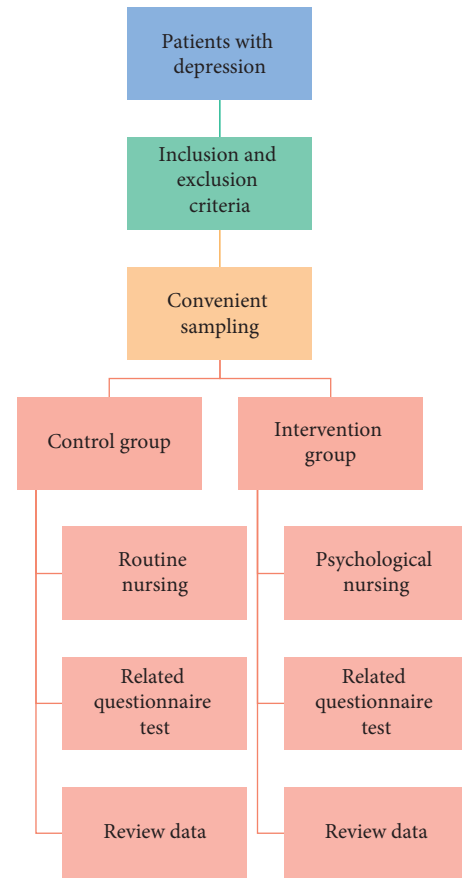 Patients with
depression
Inclusion and
exclusion
criteria
Convenient
sampling
Control group
Intervention
group
Routine
nursing
Psychological
nursing
Related
questionnaire
test
Related
questionnaire
test
Review data
Review data